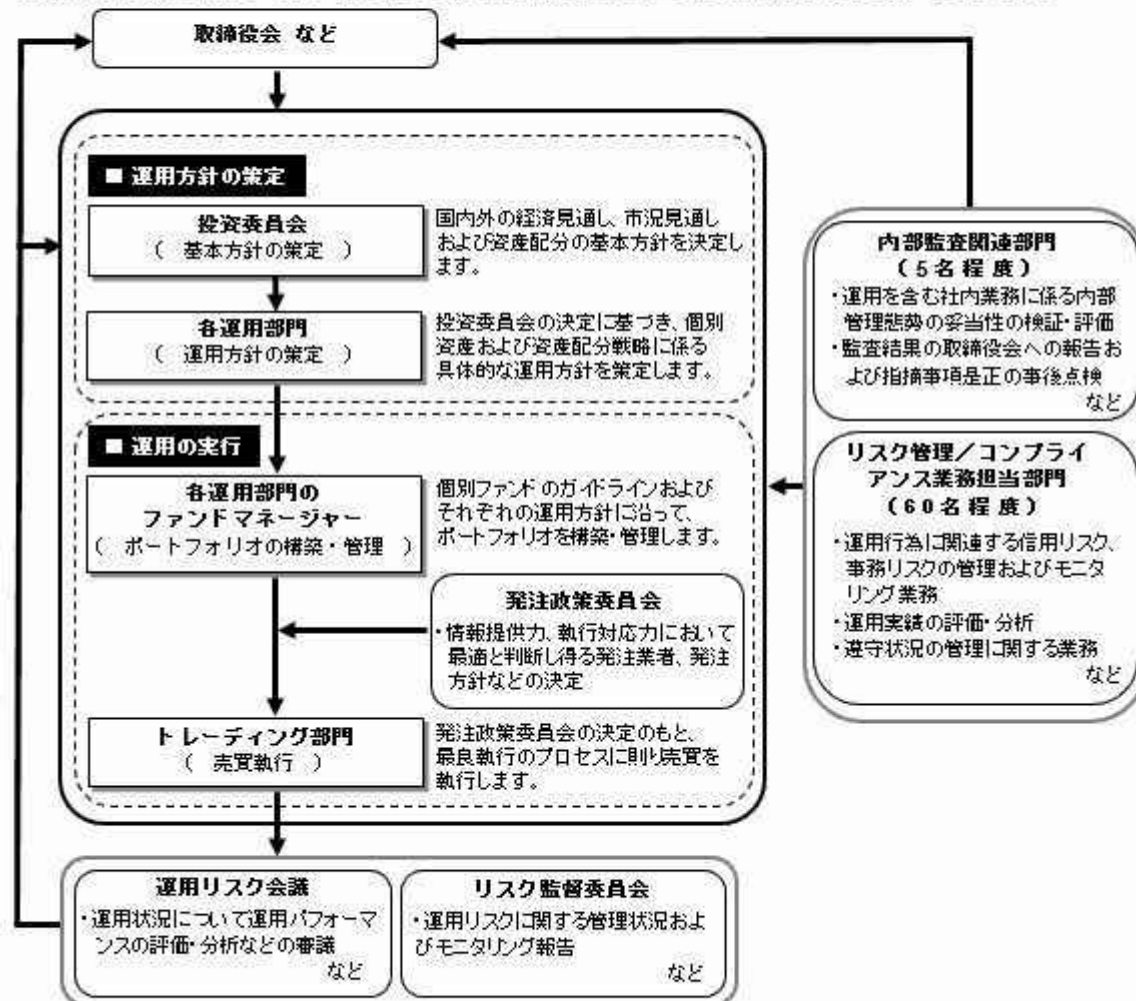 取締役会 など
■ 運用方針の策定
投資委員会
( 基本方針の策定 )
国内外の経済見通し、市況見通し
および資産配分の基本方針を決定し
ます。
各運用部門
( 運用方針の策定 )
投資委員会の決定に基づき、個別
資産および資産配分戦略に係る
具体的な運用方針を策定します。
■ 運用の実行
各運用部門の
ファンドマネージャー
( ポートフォリオの構築・管理 )
個別ファンドのガイドラインおよび
それぞれの運用方針に沿って、
ポートフォリオを構築・管理します。
発注政策委員会
・情報提供力、執行対応力において
最適と判断し得る発注業者、発注
方針などの決定
トレーディング部門
( 売買執行 )
発注政策委員会の決定のもと、
最良執行のプロセスに則り売買を
執行します。
内部監査関連部門
(5名程度)
・運用を含む社内業務に係る内部
管理態勢の妥当性の検証・評価
・監査結果の取締役会への報告お
よび指摘事項是正の事後点検
など
リスク管理/コンプライ
アンス業務担当部門
(60名程度)
・運用行為に関連する信用リスク、
事務リスクの管理およびモニタ
リング業務
・運用実績の評価・分析
・遵守状況の管理に関する業務
など
運用リスク会議
・運用状況について運用パフォーマ
ンスの評価・分析などの審議
など
リスク監督委員会
・運用リスクに関する管理状況およ
びモニタリング報告
など